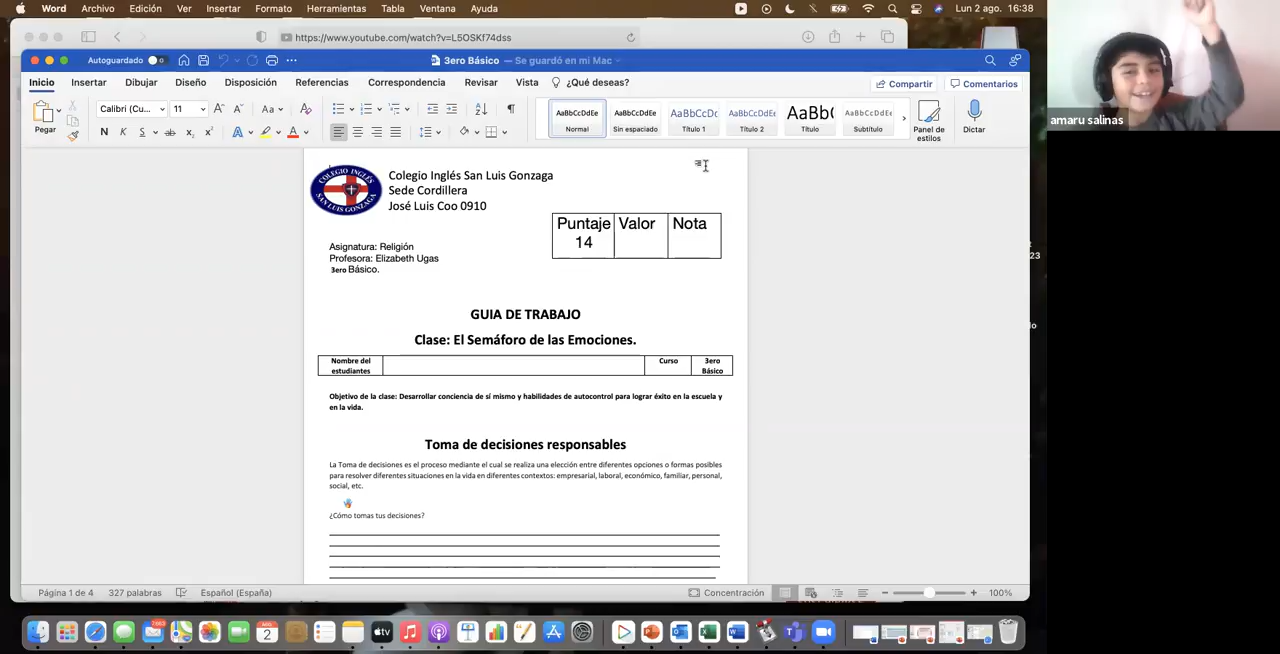 Word Archivo Edición Ver Insertar Formato Herramientas Tabla Ventana Ayuda Lun 2 ago. 16:38
https://www.youtube.com/watch?v=L5OSKf74dss
Autoguardado 3ero Básico — Se guardó en mi Mac
Inicio Insertar Dibujar Diseño Disposición Referencias Correspondencia Revisar Vista ¿Qué deseas? Compartir Comentarios
Pegar Calibri (Cu... 11
AaBbCcDdEe AaBbCcDdEe AaBbCcDc AaBbCcDdEe AaBb( AaBbCcDdEe
Normal Sin espaciado Título 1 Título 2 Título Subtítulo Panel de estilos Dictar
amaru salinas
COLEGIO INGLÉS
SAN LUIS GONZAGA
Colegio Inglés San Luis Gonzaga
Sede Cordillera
José Luis Coo 0910
Puntaje Valor Nota
14
Asignatura: Religión
Profesora: Elizabeth Ugas
3ero Básico.
23
GUIA DE TRABAJO
Clase: El Semáforo de las Emociones.
Nombre del estudiantes Curso 3ero Básico
Objetivo de la clase: Desarrollar conciencia de sí mismo y habilidades de autocontrol para lograr éxito en la escuela y
en la vida.
Toma de decisiones responsables
La Toma de decisiones es el proceso mediante el cual se realiza una elección entre diferentes opciones o formas posibles
para resolver diferentes situaciones en la vida en diferentes contextos: empresarial, laboral, económico, familiar, personal,
social, etc.
¿Cómo tomas tus decisiones?
Página 1 de 4 327 palabras Español (España) Concentración 100%
tv AGO 2